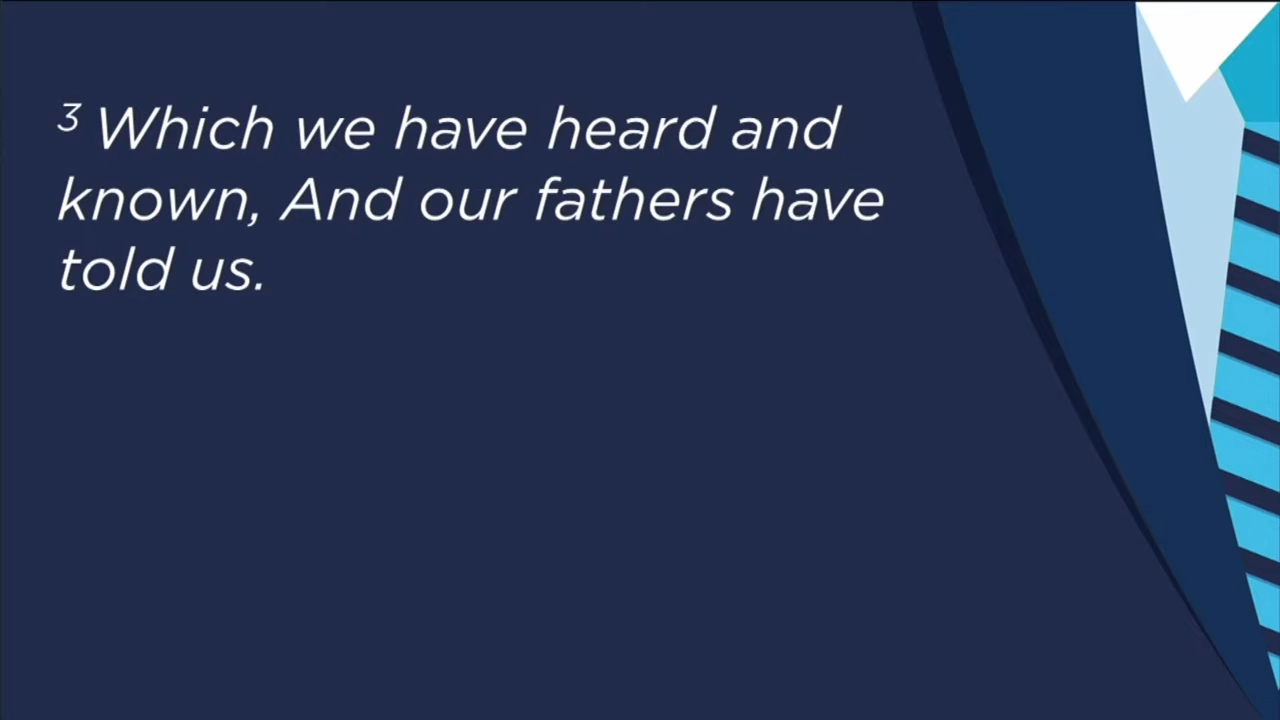 3 Which we have heard and
known, And our fathers have
told us.